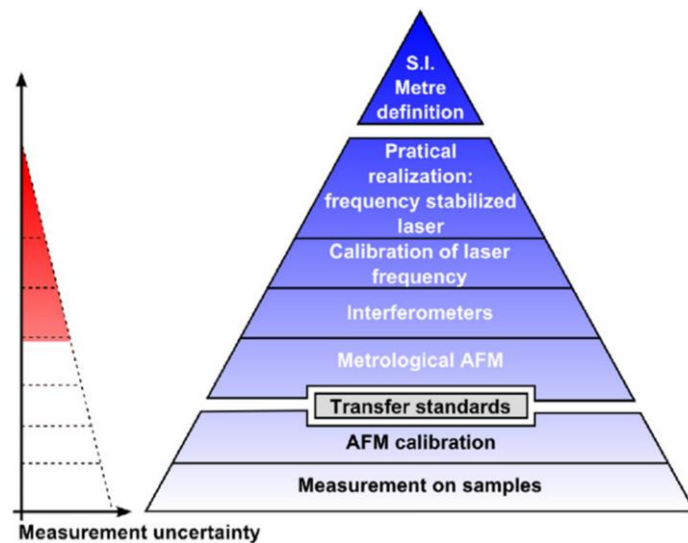 S.I.
Metre
definition
Pratical
realization:
frequency stabilized
laser
Calibration of laser
frequency
Interferometers
Metrological AFM
Transfer standards
AFM calibration
Measurement on samples
Measurement uncertainty